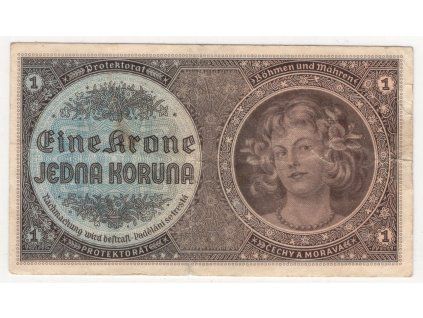 Protektorat
Böhmen und Mähren
1
1
Eine Krone
JEDNA KORUNA
Nachmachung wird bestraft · Padělání se trestá
1
PROTEKTORÁT
ČECHY A MORAVA
1